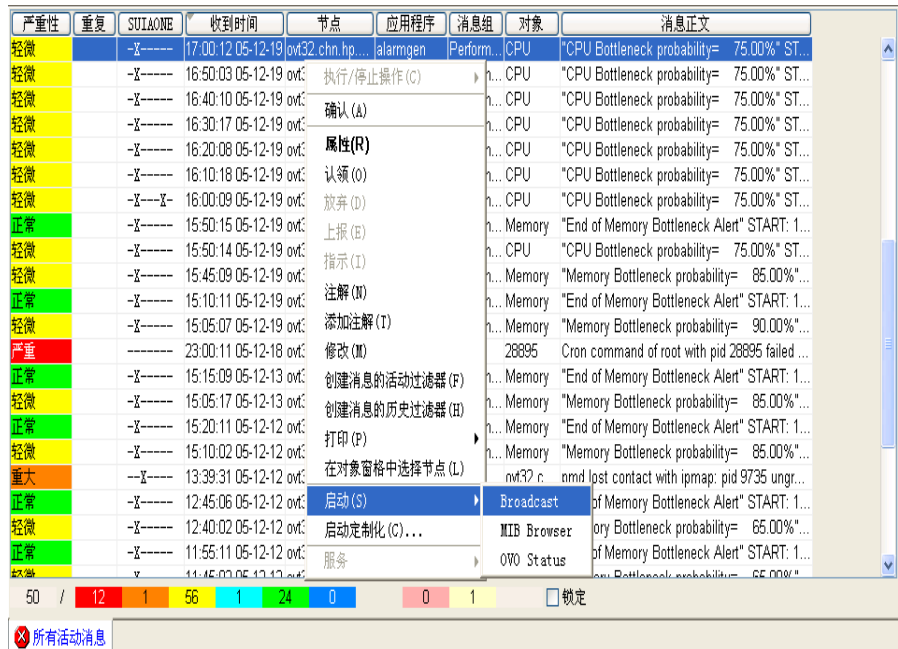 严重性 重复 SUIAONE 收到时间 节点 应用程序 消息组 对象 消息正文
轻微 -X----- 17:00:12 05-12-19 ovt32.chn.hp.... alarmgen Perform... CPU "CPU Bottleneck probability= 75.00%" ST...
轻微 -X----- 16:50:03 05-12-19 执行/停止操作(C) CPU "CPU Bottleneck probability= 75.00%" ST...
轻微 -X----- 16:40:10 05-12-19 确认(A) CPU "CPU Bottleneck probability= 75.00%" ST...
轻微 -X----- 16:30:17 05-12-19 CPU "CPU Bottleneck probability= 75.00%" ST...
轻微 -X----- 16:20:08 05-12-19 属性(R) CPU "CPU Bottleneck probability= 75.00%" ST...
轻微 -X----- 16:10:18 05-12-19 认领(O) CPU "CPU Bottleneck probability= 75.00%" ST...
轻微 -X---X- 16:00:09 05-12-19 放弃(D) CPU "CPU Bottleneck probability= 75.00%" ST...
正常 -X----- 15:50:15 05-12-19 上报(E) Memory "End of Memory Bottleneck Alert" START: 1...
轻微 -X----- 15:50:14 05-12-19 指示(I) CPU "CPU Bottleneck probability= 75.00%" ST...
轻微 -X----- 15:45:09 05-12-19 Memory "Memory Bottleneck probability= 85.00%"...
正常 -X----- 15:10:11 05-12-19 注解(N) Memory "End of Memory Bottleneck Alert" START: 1...
轻微 -X----- 15:05:07 05-12-19 添加注解(T) Memory "Memory Bottleneck probability= 90.00%"...
严重 ------- 23:00:11 05-12-18 修改(M) 28895 Cron command of root with pid 28895 failed ...
正常 -X----- 15:15:09 05-12-13 创建消息的活动过滤器(F) Memory "End of Memory Bottleneck Alert" START: 1...
轻微 -X----- 15:05:17 05-12-13 创建消息的历史过滤器(H) Memory "Memory Bottleneck probability= 85.00%"...
正常 -X----- 15:20:11 05-12-12 打印(P) Memory "End of Memory Bottleneck Alert" START: 1...
轻微 -X----- 15:10:02 05-12-12 在对象窗格中选择节点(L) Memory "Memory Bottleneck probability= 85.00%"...
重大 --X---- 13:39:31 05-12-12 ovt32.c... pmd lost contact with ipmap: pid 9735 ungr...
正常 -X----- 12:45:06 05-12-12 启动(S) Broadcast of Memory Bottleneck Alert" START: 1...
轻微 -X----- 12:40:02 05-12-12 启动定制化(C)... MIB Browser ory Bottleneck probability= 65.00%"...
正常 -X----- 11:55:11 05-12-12 服务 OVO Status of Memory Bottleneck Alert" START: 1...
50 / 12 1 56 1 24 0 0 1 锁定
所有活动消息